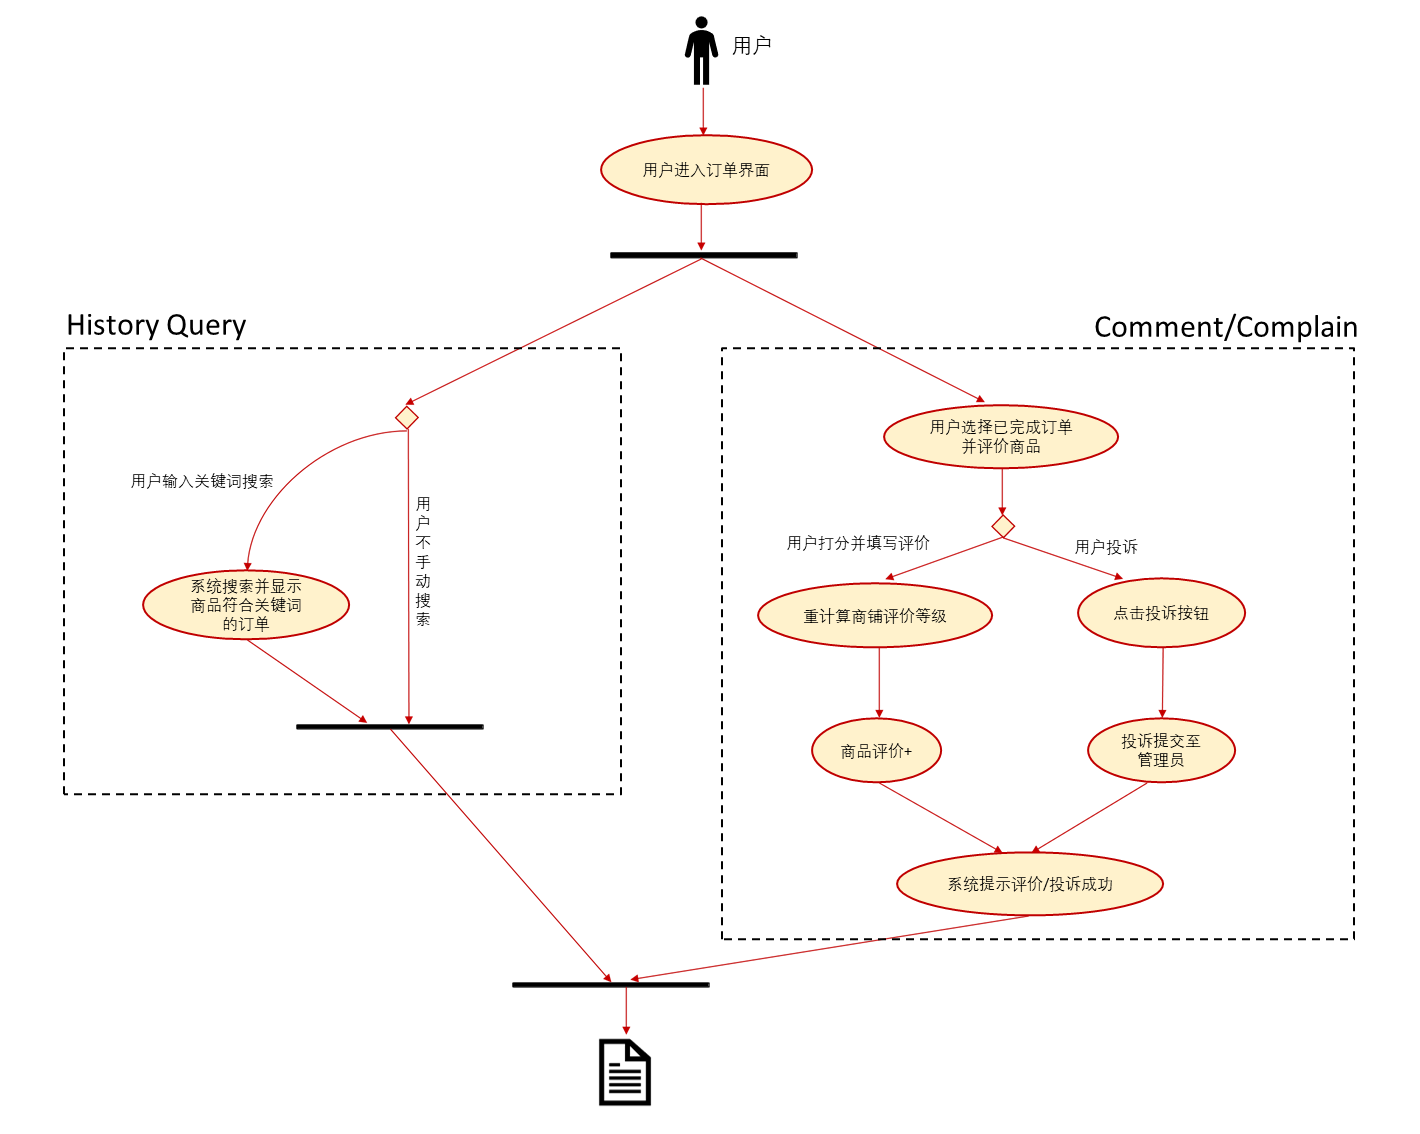 用户
用户进入订单界面
History Query
Comment/Complain
用户输入关键词搜索
用户不手动搜索
系统搜索并显示
商品符合关键词
的订单
用户选择已完成订单
并评价商品
用户打分并填写评价
用户投诉
重计算商铺评价等级
点击投诉按钮
商品评价+
投诉提交至
管理员
系统提示评价/投诉成功